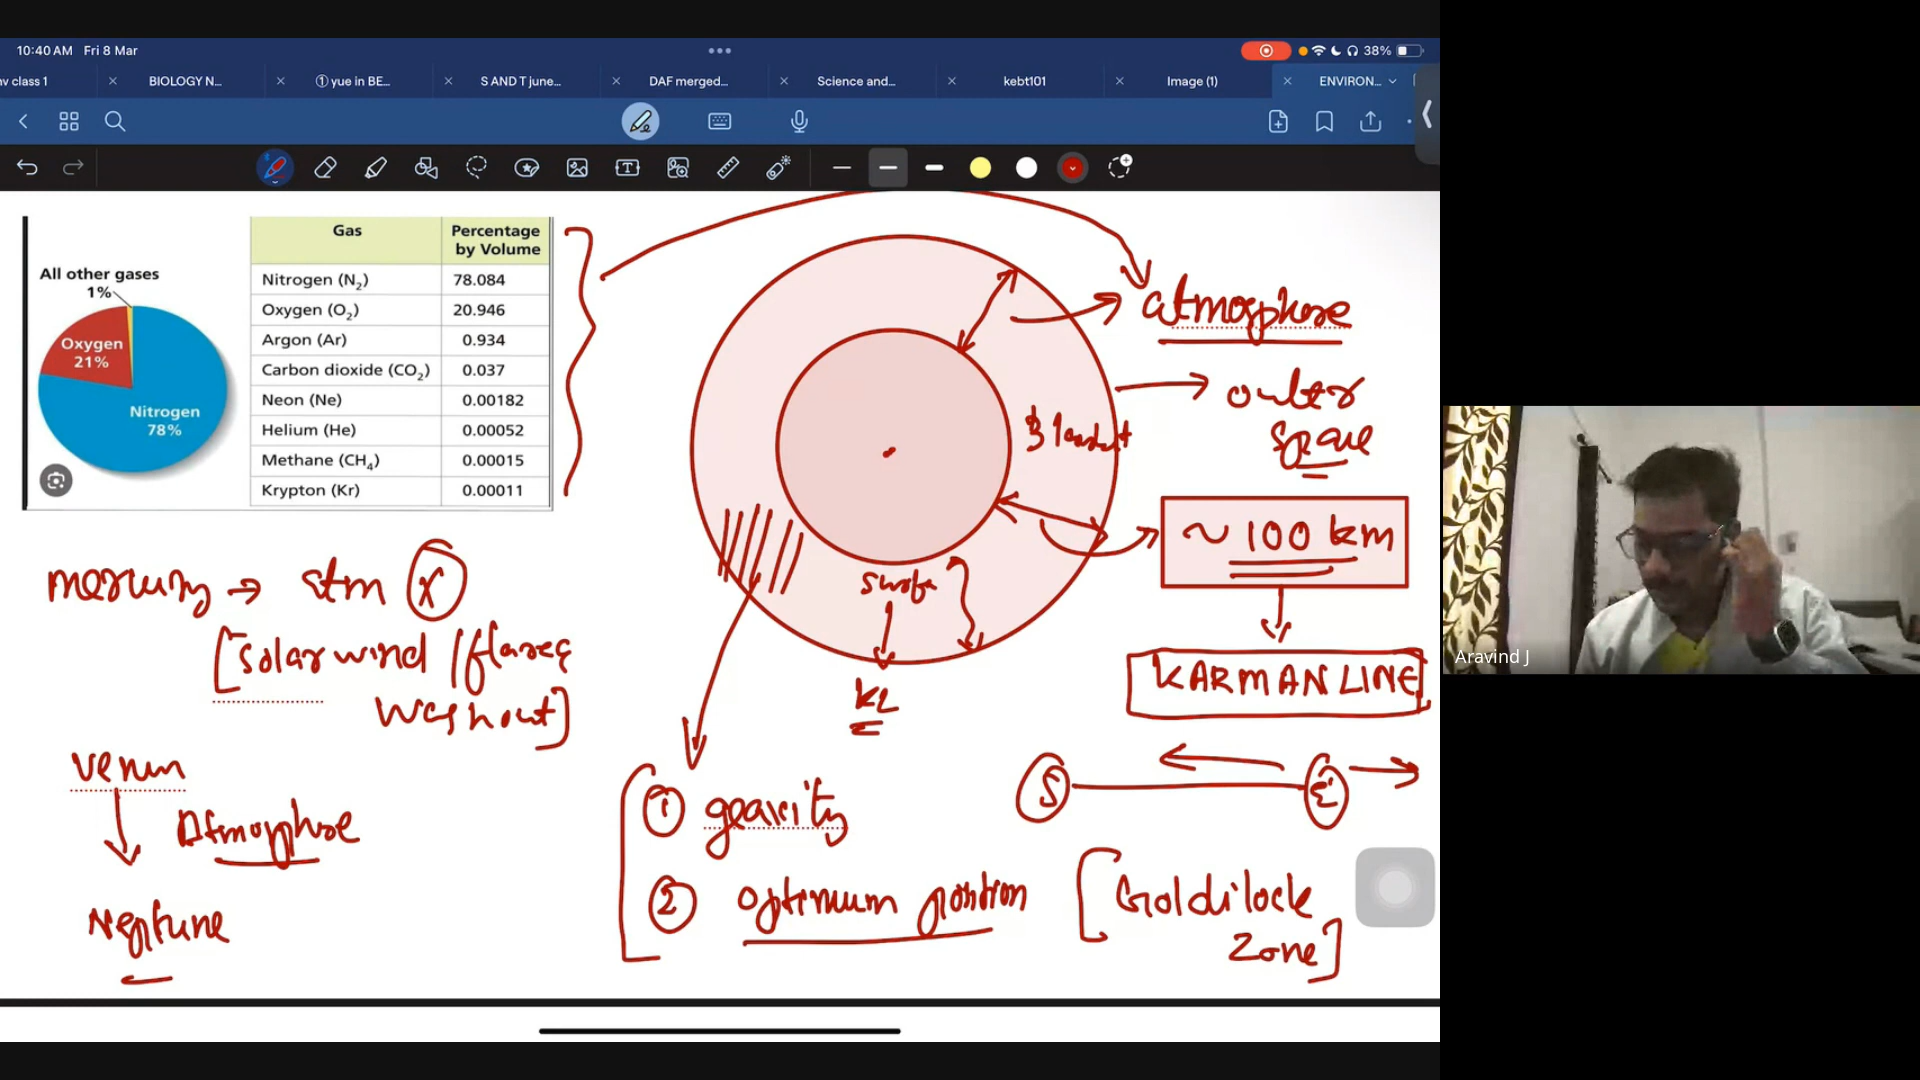 10:40 AM Fri 8 Mar
38%
nv class 1
BIOLOGY N...
① yue in BE...
S AND T june...
DAF merged...
Science and...
kebt101
Image (1)
ENVIRON...
All other gases
1%
Oxygen
21%
Nitrogen
78%
Gas Percentage by Volume
Nitrogen (N₂) 78.084
Oxygen (O₂) 20.946
Argon (Ar) 0.934
Carbon dioxide (CO₂) 0.037
Neon (Ne) 0.00182
Helium (He) 0.00052
Methane (CH₄) 0.00015
Krypton (Kr) 0.00011
atmosphere
outer
space
~ 100 km
KARMAN LINE
KL
mercury → atm X
[solar wind / flares
washout]
venus
Atmosphere
Neptune
① gravity
② optimum position [Goldilock
Zone]
S E
Aravind J